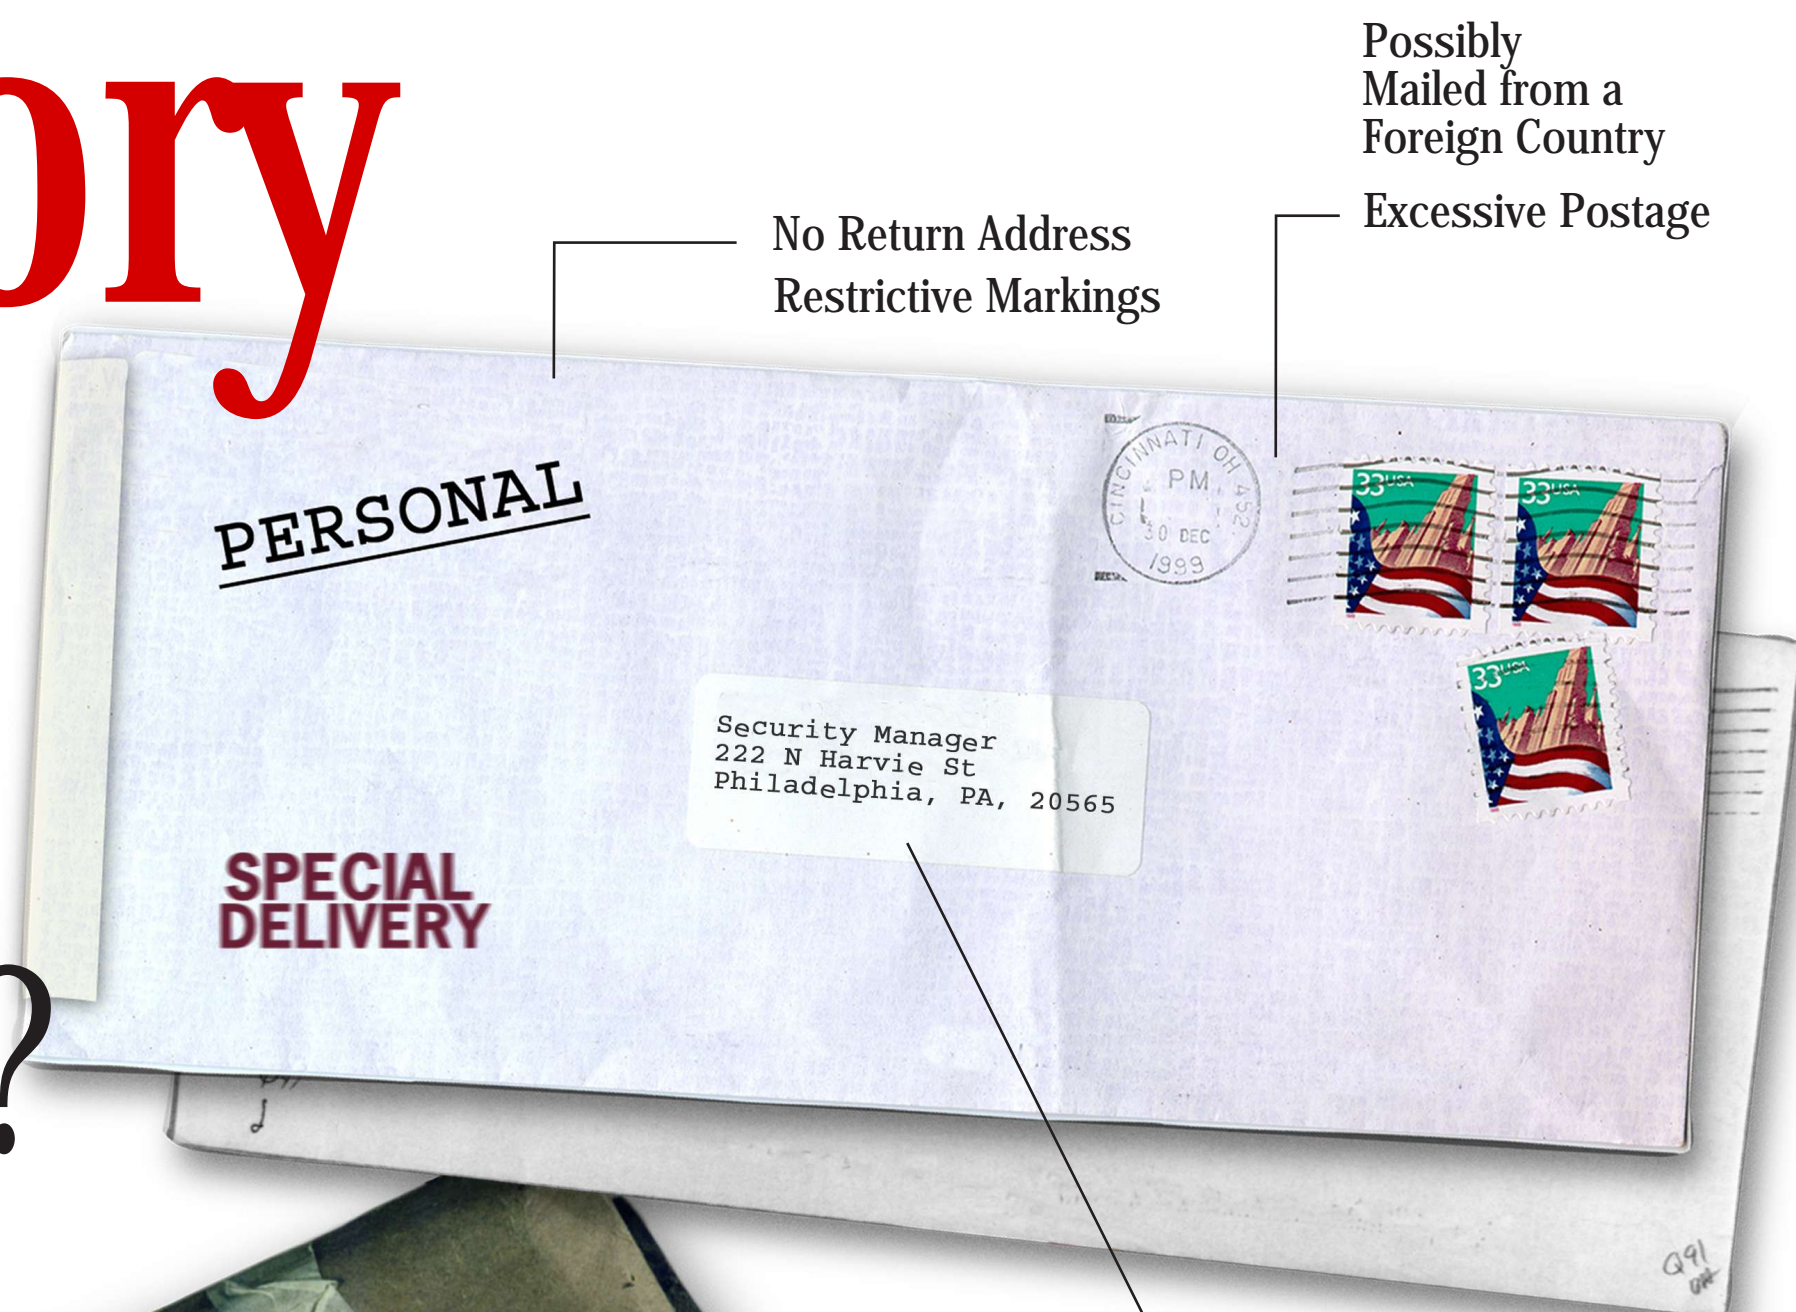 ory
Possibly
Mailed from a
Foreign Country
Excessive Postage
No Return Address
Restrictive Markings
PERSONAL
CINCINNATI OH 452
PM
30 DEC
1999
33USA
33USA
33USA
Security Manager
222 N Harvie St
Philadelphia, PA, 20565
SPECIAL
DELIVERY
?
Q91